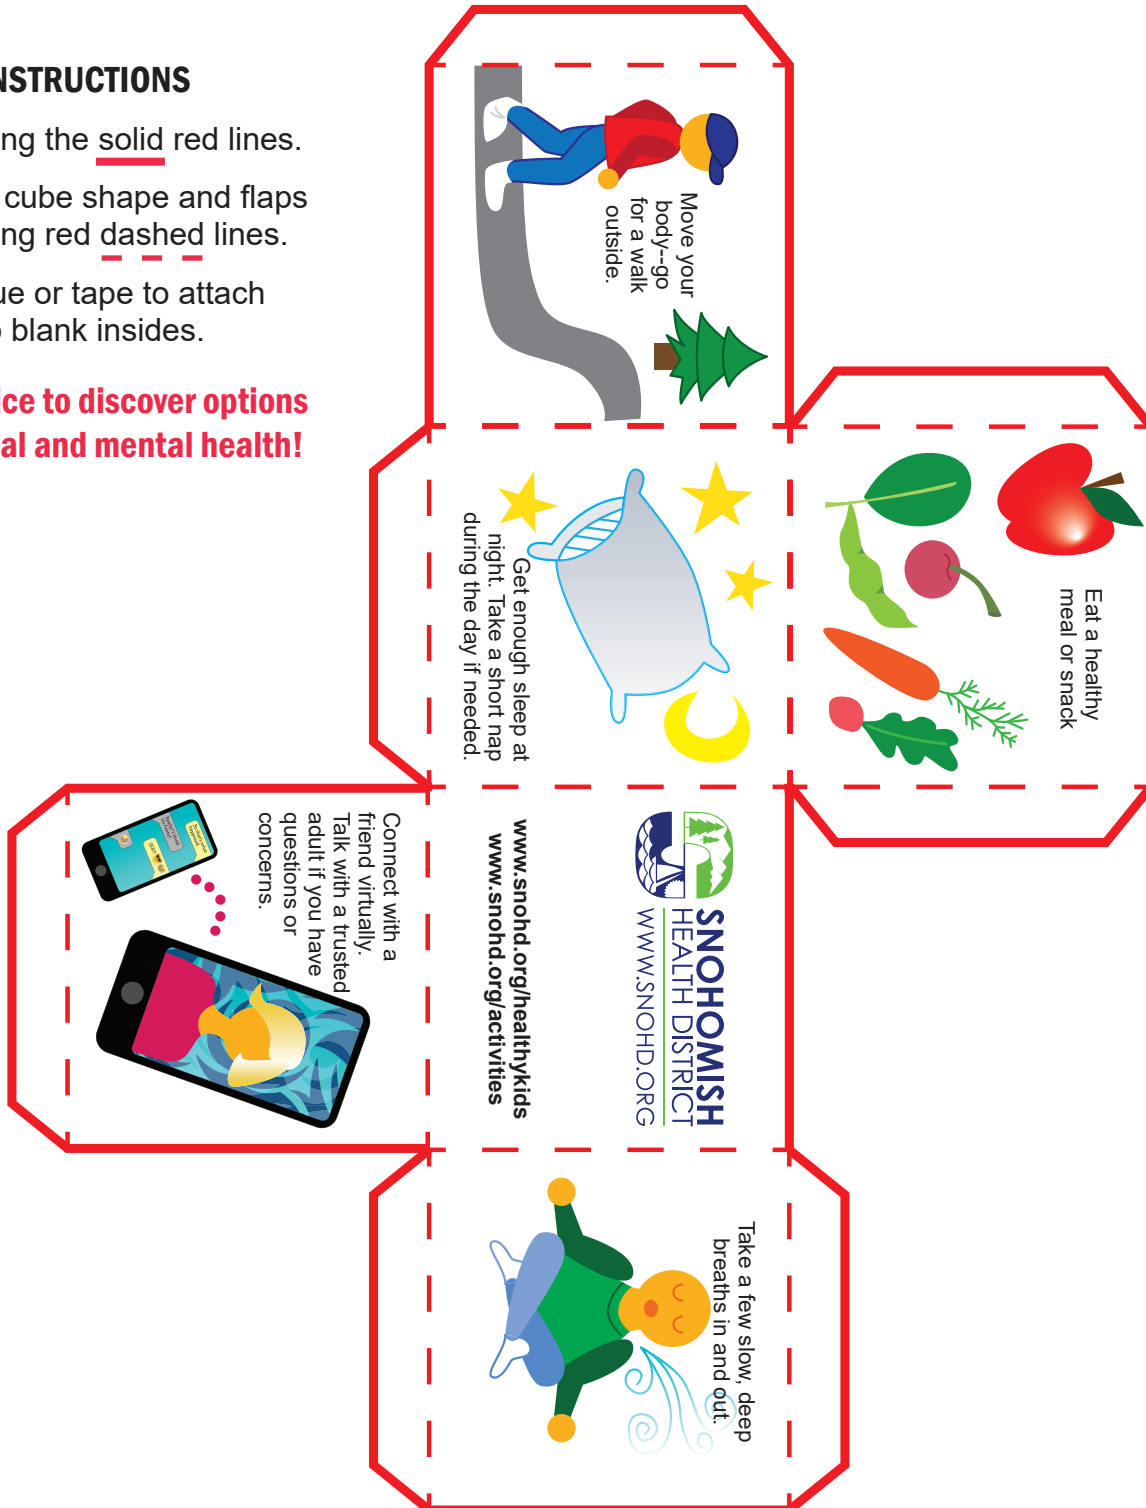 NSTRUCTIONS
ng the solid red lines.
cube shape and flaps
ng red dashed lines.
ue or tape to attach
blank insides.
ice to discover options
al and mental health!
Move your
body--go
for a walk
outside.
Eat a healthy
meal or snack
Get enough sleep at
night. Take a short nap
during the day if needed.
SNOHOMISH
HEALTH DISTRICT
WWW.SNOHD.ORG
www.snohd.org/healthykids
www.snohd.org/activities
Connect with a
friend virtually.
Talk with a trusted
adult if you have
questions or
concerns.
Take a few slow, deep
breaths in and out.